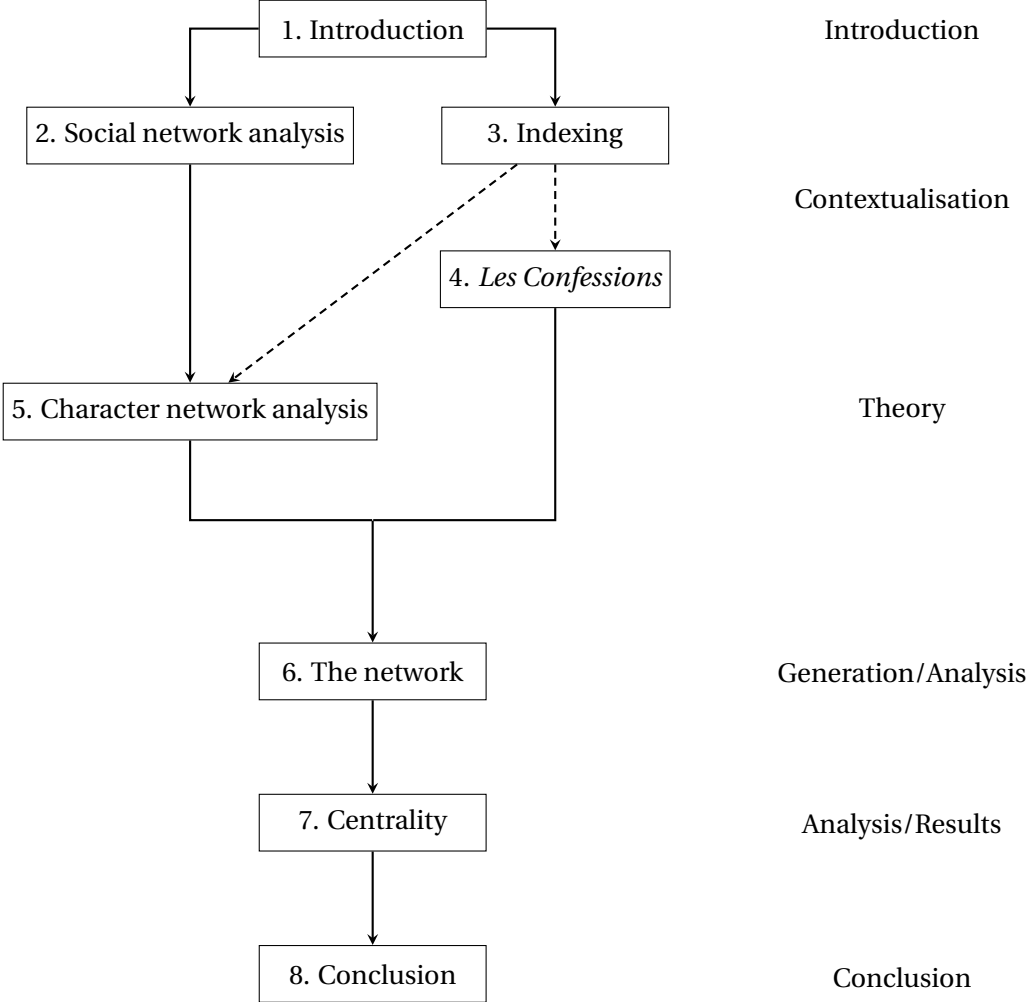 1. Introduction
Introduction
2. Social network analysis
3. Indexing
Contextualisation
4. Les Confessions
5. Character network analysis
Theory
6. The network
Generation/Analysis
7. Centrality
Analysis/Results
8. Conclusion
Conclusion